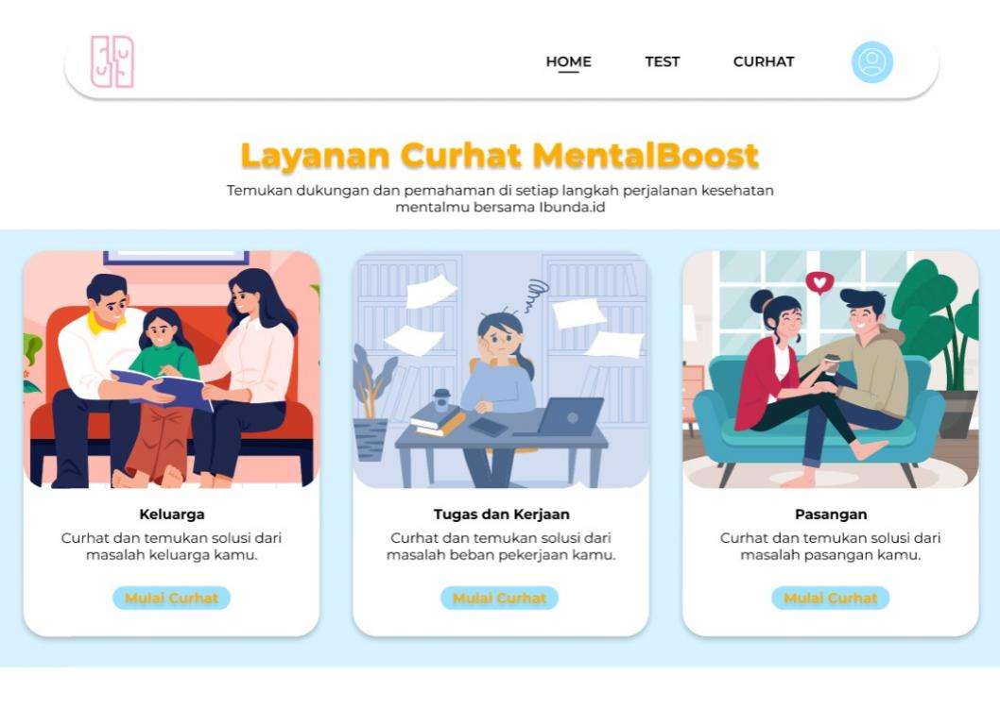 HOME TEST CURHAT
Layanan Curhat MentalBoost
Temukan dukungan dan pemahaman di setiap langkah perjalanan kesehatan
mentalmu bersama Ibunda.id
Keluarga
Curhat dan temukan solusi dari
masalah keluarga kamu.
Mulai Curhat
Tugas dan Kerjaan
Curhat dan temukan solusi dari
masalah beban pekerjaan kamu.
Mulai Curhat
Pasangan
Curhat dan temukan solusi dari
masalah pasangan kamu.
Mulai Curhat